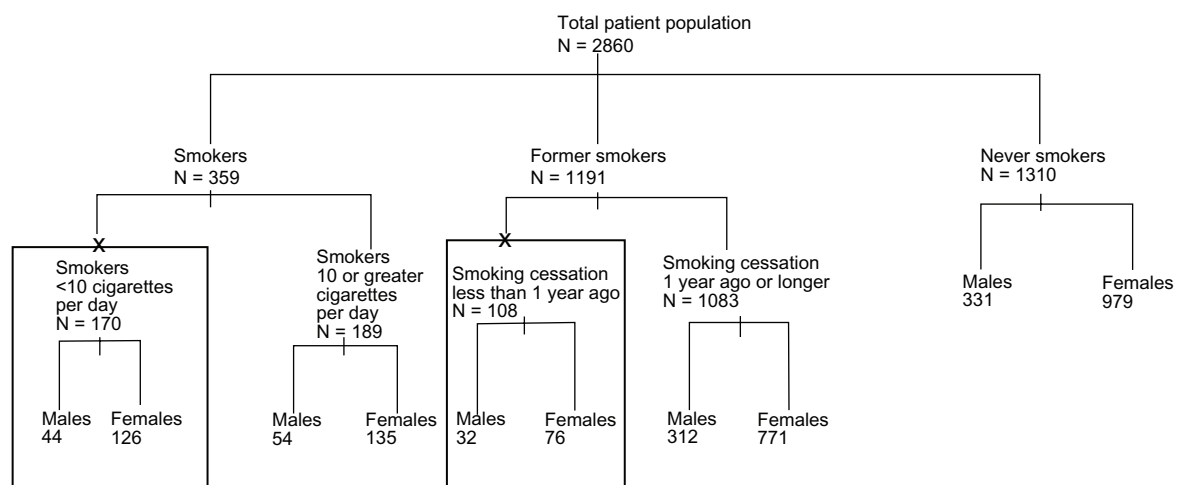 Total patient population
N = 2860
Smokers
N = 359
Former smokers
N = 1191
Never smokers
N = 1310
X
X
Smokers
<10 cigarettes
per day
N = 170
Smokers
10 or greater
cigarettes
per day
N = 189
Smoking cessation
less than 1 year ago
N = 108
Smoking cessation
1 year ago or longer
N = 1083
Males
331
Females
979
Males
44
Females
126
Males
54
Females
135
Males
32
Females
76
Males
312
Females
771